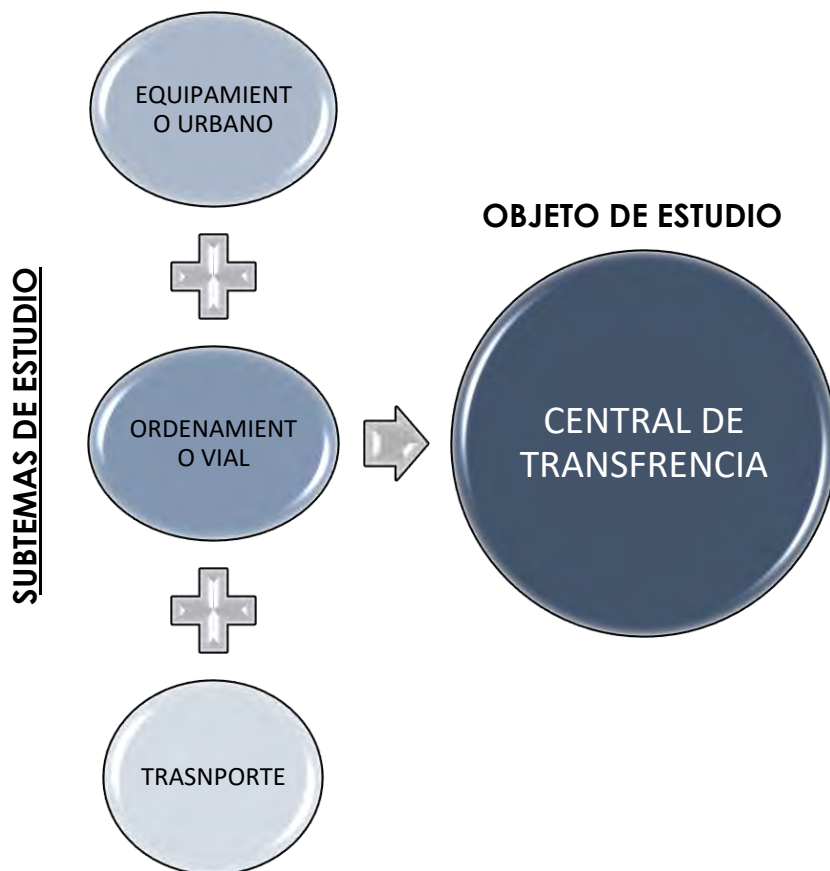 SUBTEMAS DE ESTUDIO
EQUIPAMIENT
O URBANO
ORDENAMIENT
O VIAL
TRASNPORTE
OBJETO DE ESTUDIO
CENTRAL DE
TRANSFRENCIA